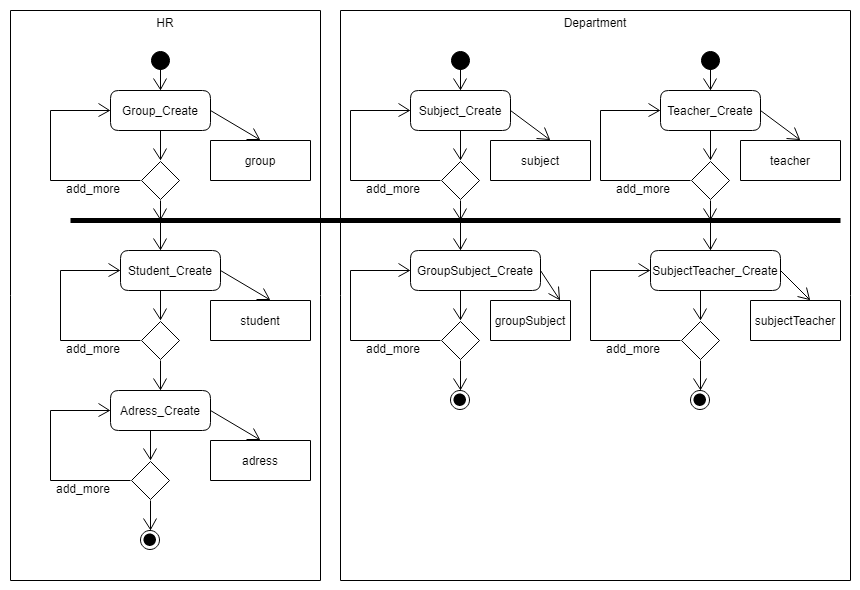 HR
Group_Create
group
add_more
Student_Create
student
add_more
Adress_Create
adress
add_more
Department
Subject_Create
subject
add_more
Teacher_Create
teacher
add_more
GroupSubject_Create
groupSubject
add_more
SubjectTeacher_Create
subjectTeacher
add_more